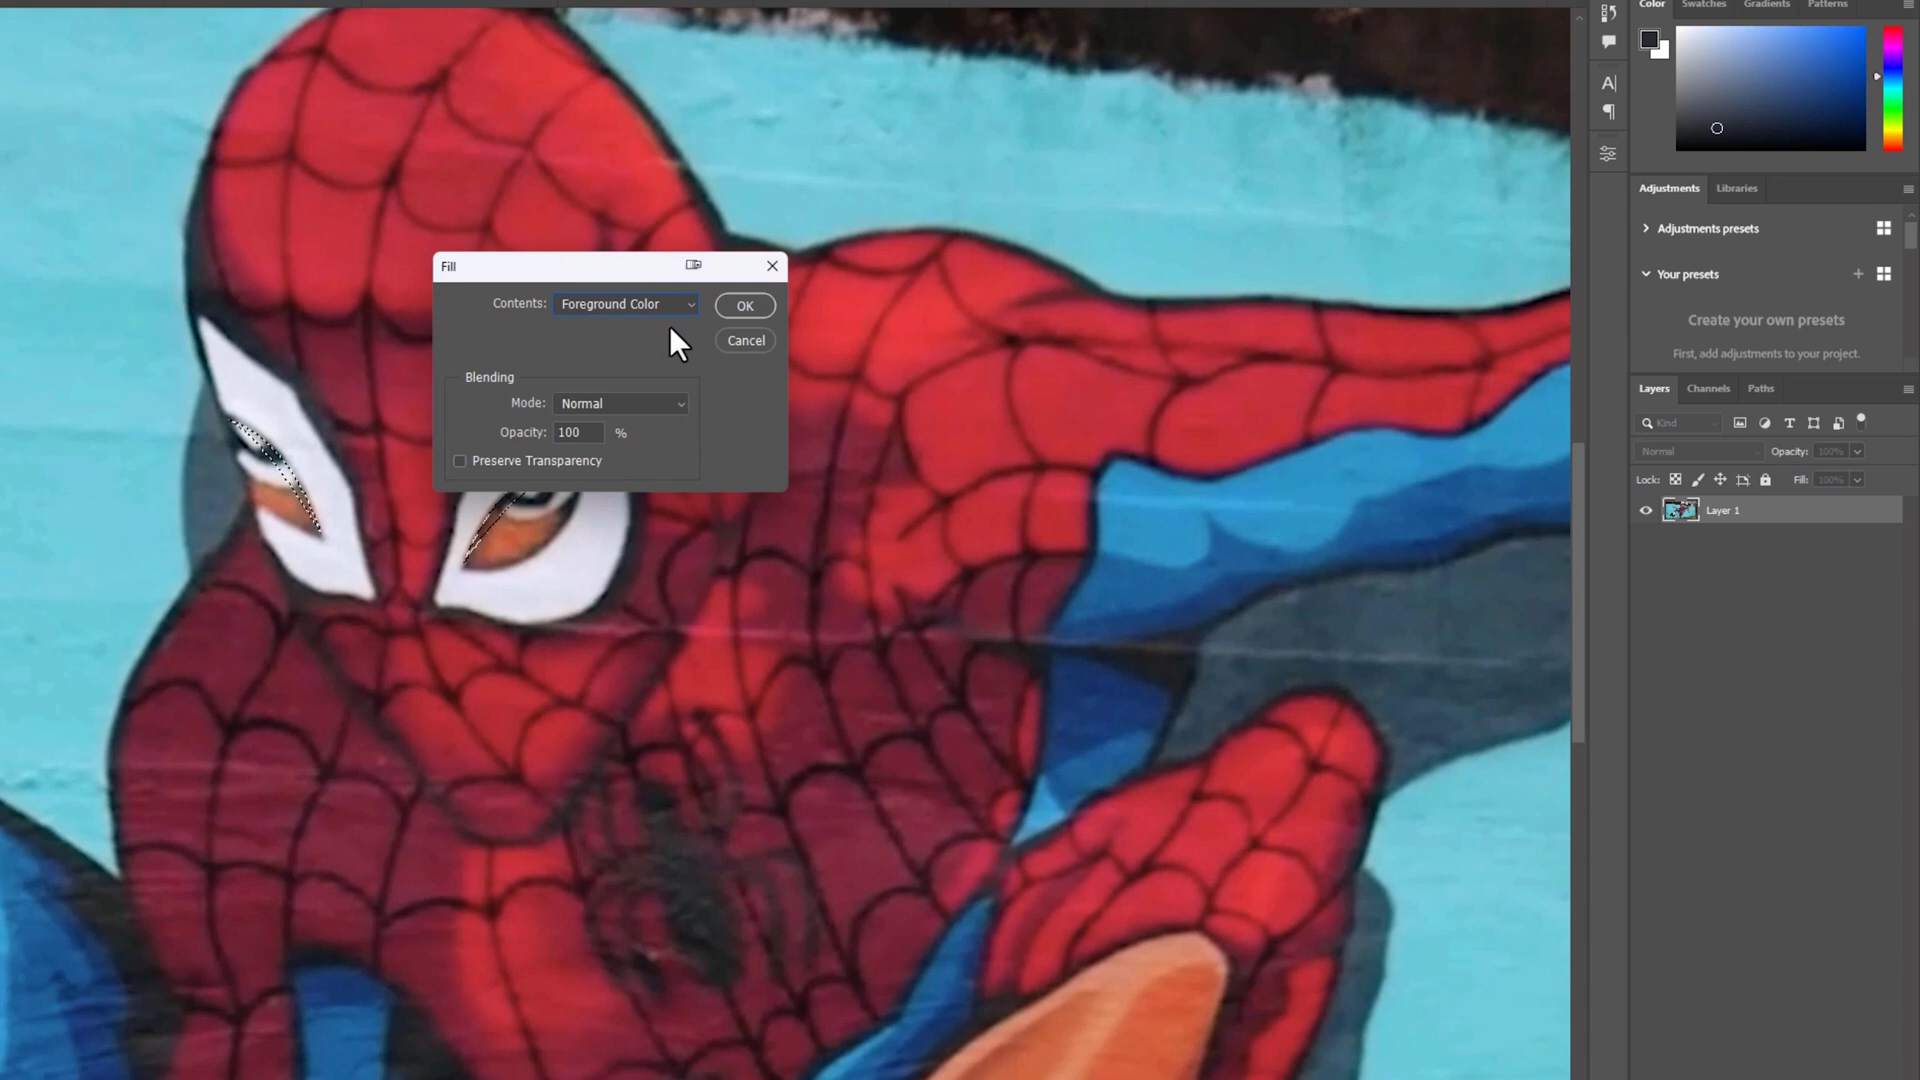 Color Swatches Gradients Patterns
A|
Adjustments Libraries
Adjustments presets
Your presets
Create your own presets
First, add adjustments to your project.
Layers Channels Paths
Kind
Normal Opacity: 100%
Lock: Fill: 100%
Layer 1
Fill
Contents: Foreground Color OK
Cancel
Blending
Mode: Normal
Opacity: 100 %
Preserve Transparency